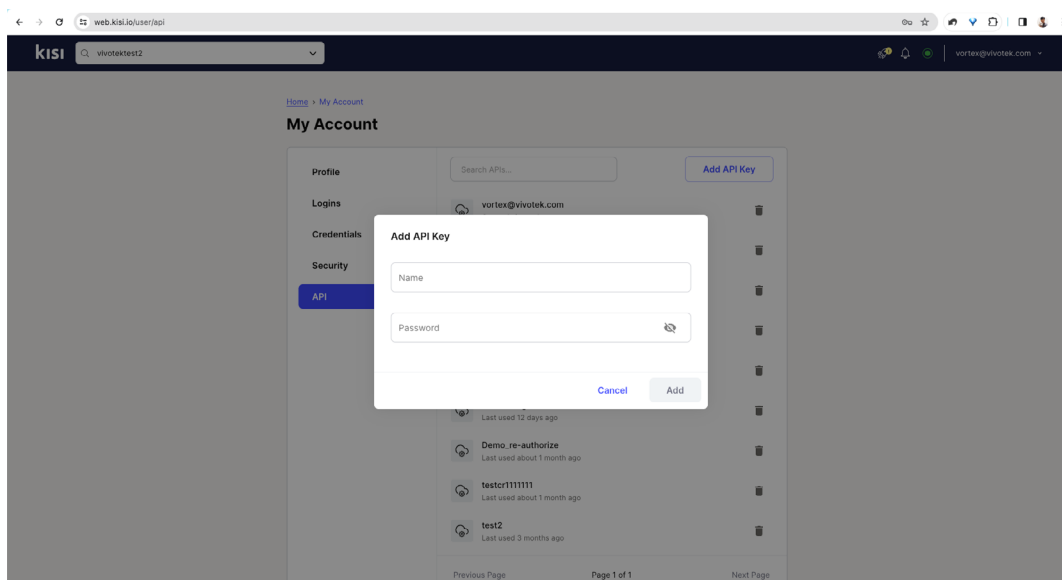 web.kisi.io/user/api
kısı
vivotektest2
vortex@vivotek.com
Home › My Account
My Account
Profile
Logins
Credentials
Security
API
Search APIs...
Add API Key
vortex@vivotek.com
Add API Key
Name
Password
Cancel
Add
Last used 12 days ago
Demo_re-authorize
Last used about 1 month ago
testcr1111111
Last used about 1 month ago
test2
Last used 3 months ago
Previous Page
Page 1 of 1
Next Page